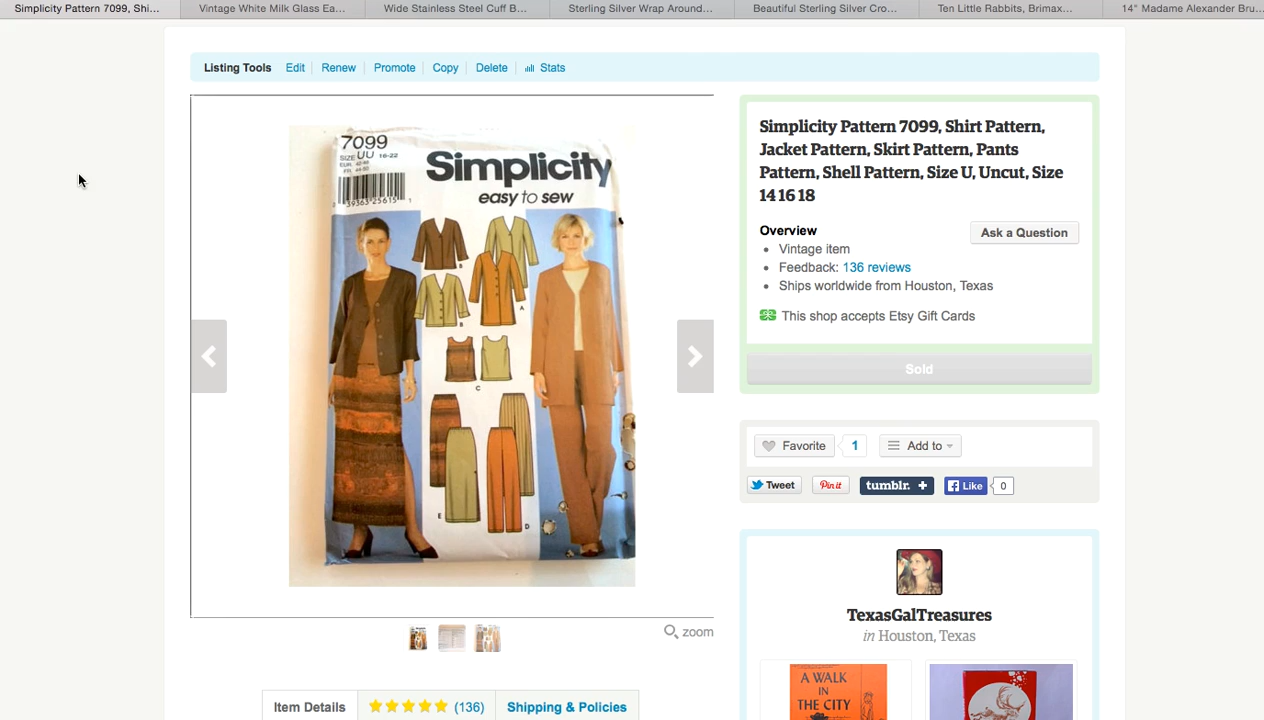 Simplicity Pattern 7099, Shi...
Vintage White Milk Glass Ea...
Wide Stainless Steel Cuff B...
Sterling Silver Wrap Around...
Beautiful Sterling Silver Cro...
Ten Little Rabbits, Brimax...
14" Madame Alexander Bru...
Listing Tools Edit Renew Promote Copy Delete Stats
7099
SIZE UU 16-22
Simplicity
easy to sew
B
A
B
C
E
D
zoom
Item Details (136) Shipping & Policies
Simplicity Pattern 7099, Shirt Pattern,
Jacket Pattern, Skirt Pattern, Pants
Pattern, Shell Pattern, Size U, Uncut, Size
14 16 18
Overview
Ask a Question
Vintage item
Feedback: 136 reviews
Ships worldwide from Houston, Texas
This shop accepts Etsy Gift Cards
Sold
Favorite 1 Add to
Tweet Pin it tumblr. + Like 0
TexasGalTreasures
in Houston, Texas
A WALK
IN
THE CITY